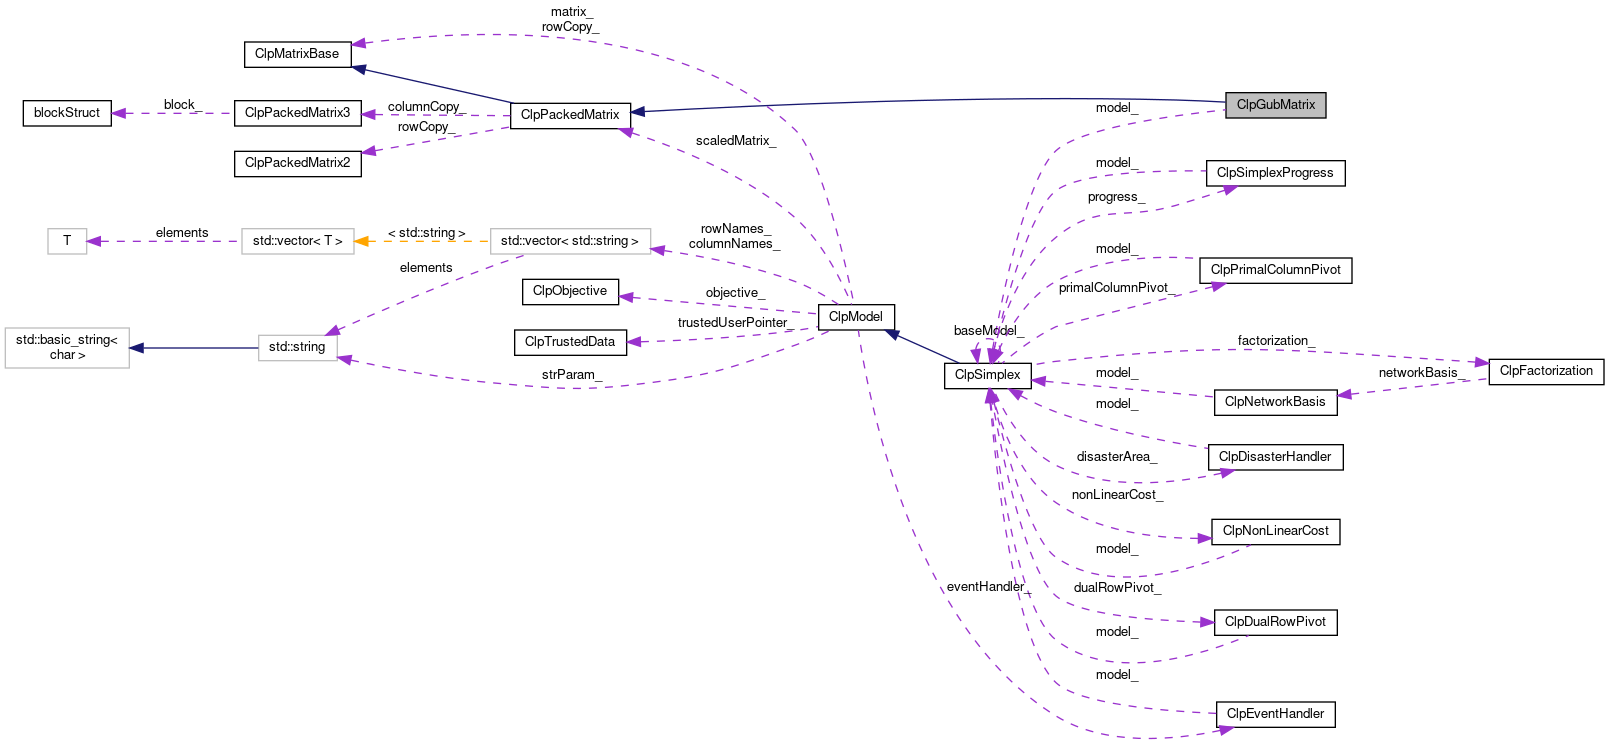 matrix_
rowCopy_
ClpMatrixBase
blockStruct
block_
ClpPackedMatrix3
columnCopy_
rowCopy_
ClpPackedMatrix
ClpPackedMatrix2
scaledMatrix_
model_
ClpGubMatrix
model_
ClpSimplexProgress
progress_
T
elements
std::vector< T >
< std::string >
std::vector< std::string >
rowNames_
columnNames_
elements
model_
ClpPrimalColumnPivot
primalColumnPivot_
ClpObjective
objective_
ClpModel
trustedUserPointer_
ClpTrustedData
std::basic_string<
char >
std::string
strParam_
baseModel_
ClpSimplex
factorization_
ClpFactorization
networkBasis_
model_
ClpNetworkBasis
model_
ClpDisasterHandler
disasterArea_
nonLinearCost_
ClpNonLinearCost
model_
eventHandler_
dualRowPivot_
ClpDualRowPivot
model_
model_
ClpEventHandler